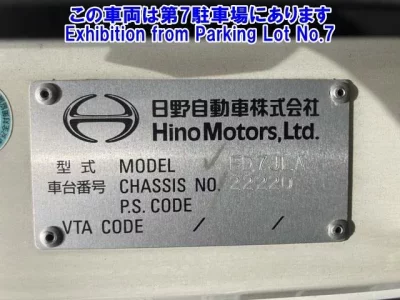 この車両は第7駐車場にあります
Exhibition from Parking Lot No.7
日野自動車株式会社
Hino Motors, Ltd.
型式 MODEL FD7JLA
車台番号 CHASSIS NO. 22220
P.S. CODE
VTA CODE / /